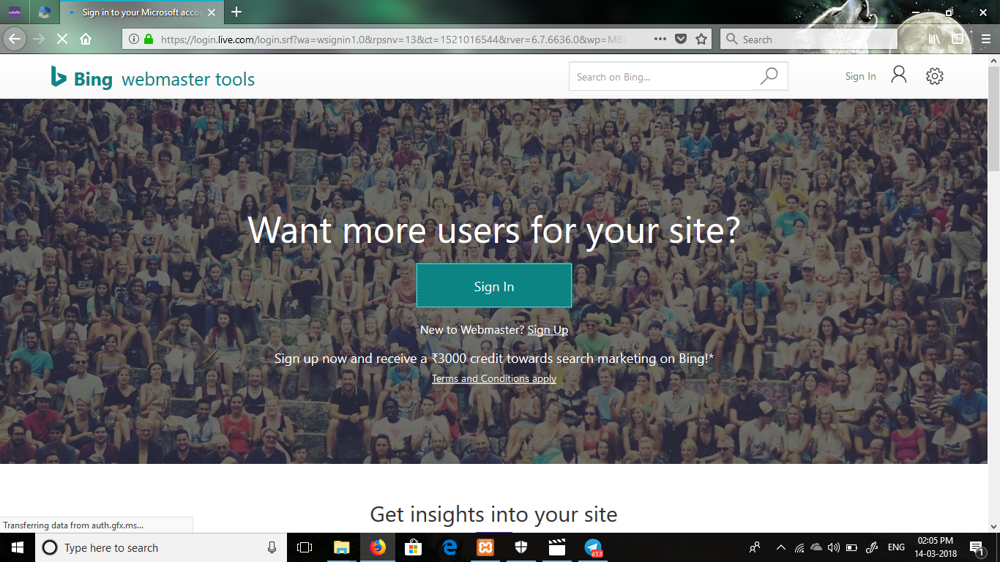 colorlib
Sign in to your Microsoft accou
https://login.live.com/login.srf?wa=wsignin1.0&rpsnv=13&ct=1521016544&rver=6.7.6636.0&wp=MBI
Search
Bing webmaster tools
Search on Bing...
Sign In
Want more users for your site?
Sign In
New to Webmaster? Sign Up
Sign up now and receive a ₹3000 credit towards search marketing on Bing!*
Terms and Conditions apply
Get insights into your site
Transferring data from auth.gfx.ms...
Type here to search
453
ENG
02:05 PM
14-03-2018
1